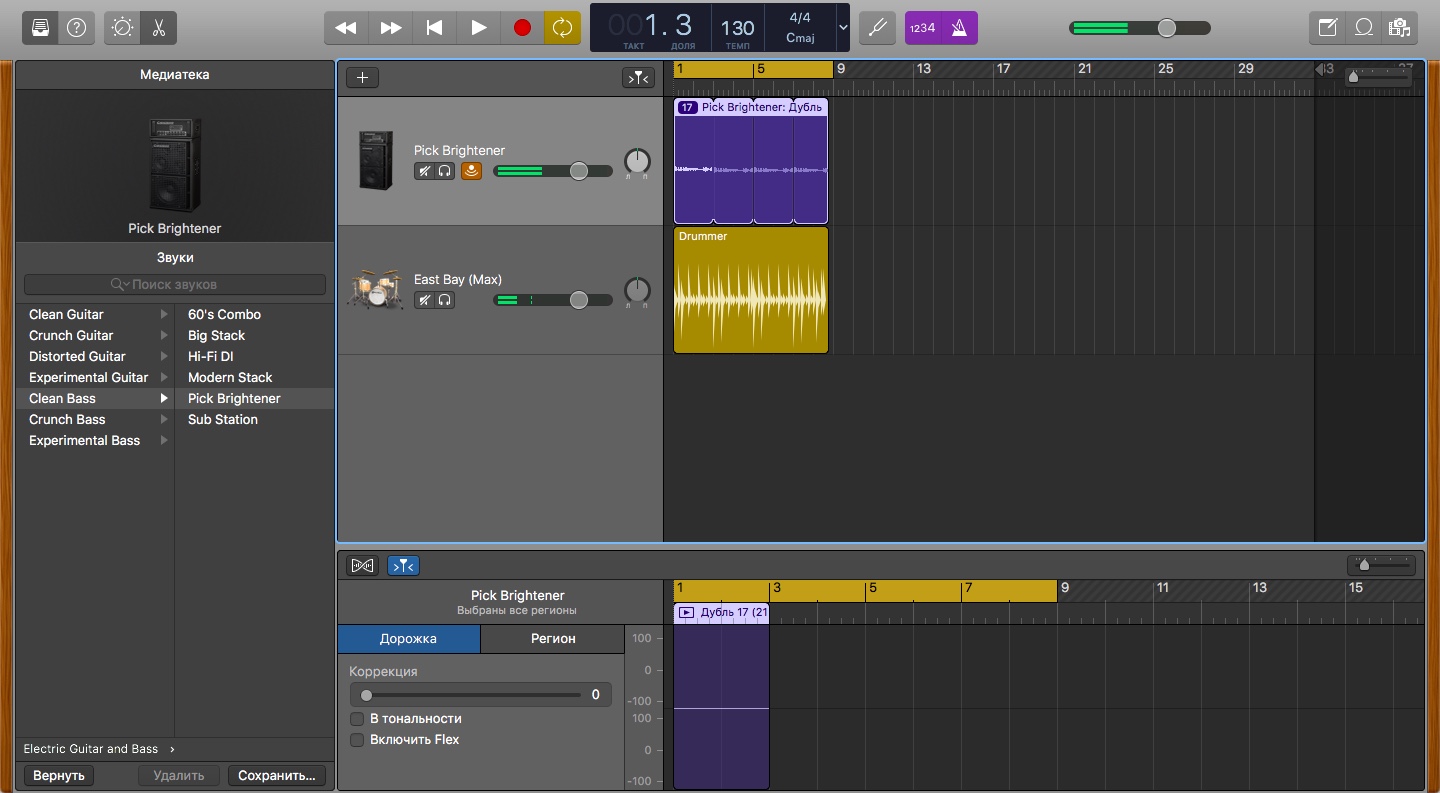 001. 3
ТАКТ
ДОЛЯ
130
ТЕМП
4/4
Cmaj
1234
Медиатека
Pick Brightener
Звуки
Поиск звуков
Clean Guitar
Crunch Guitar
Distorted Guitar
Experimental Guitar
Clean Bass
Crunch Bass
Experimental Bass
60's Combo
Big Stack
Hi-Fi DI
Modern Stack
Pick Brightener
Sub Station
Electric Guitar and Bass ›
Вернуть
Удалить
Сохранить...
1 5 9 13 17 21 25 29 33 37
Pick Brightener
17 Pick Brightener: Дубль
East Bay (Max)
Drummer
Pick Brightener
Выбраны все регионы
Дорожка
Регион
Коррекция
0
В тональности
Включить Flex
1 3 5 7 9 11 13 15
Дубль 17 (21
100
0
-100
100
0
-100